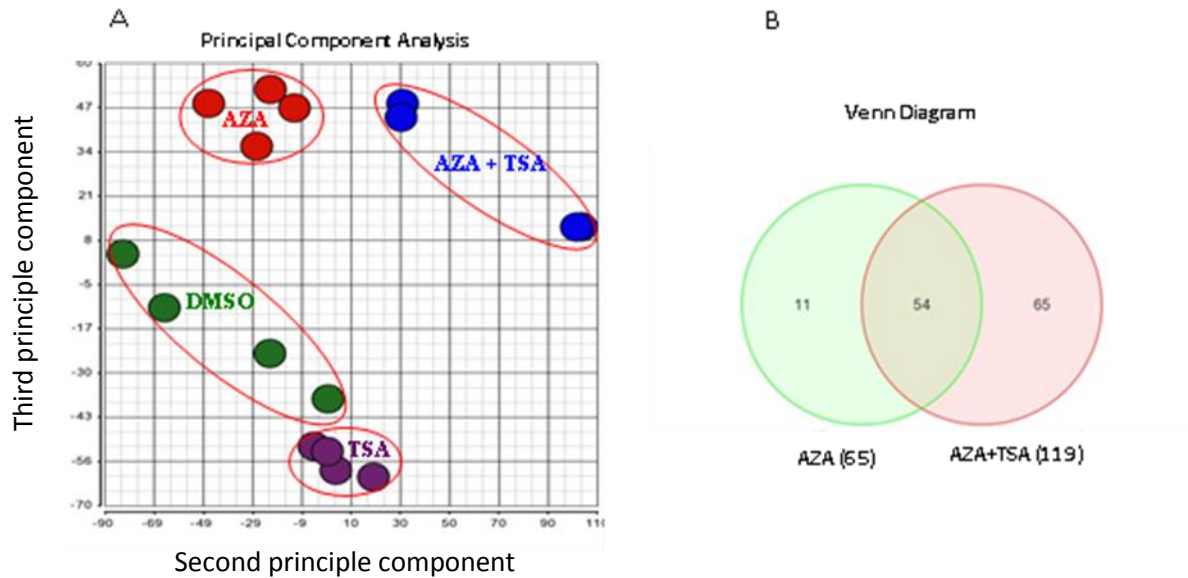 A
Principal Component Analysis
Third principle component
60
47
34
21
8
-5
-17
-30
-43
-56
-70
AZA
AZA + TSA
DMSO
TSA
-90 -69 -49 -29 -9 10 30 50 70 90 110
Second principle component
B
Venn Diagram
11 54 65
AZA (65)
AZA+TSA (119)